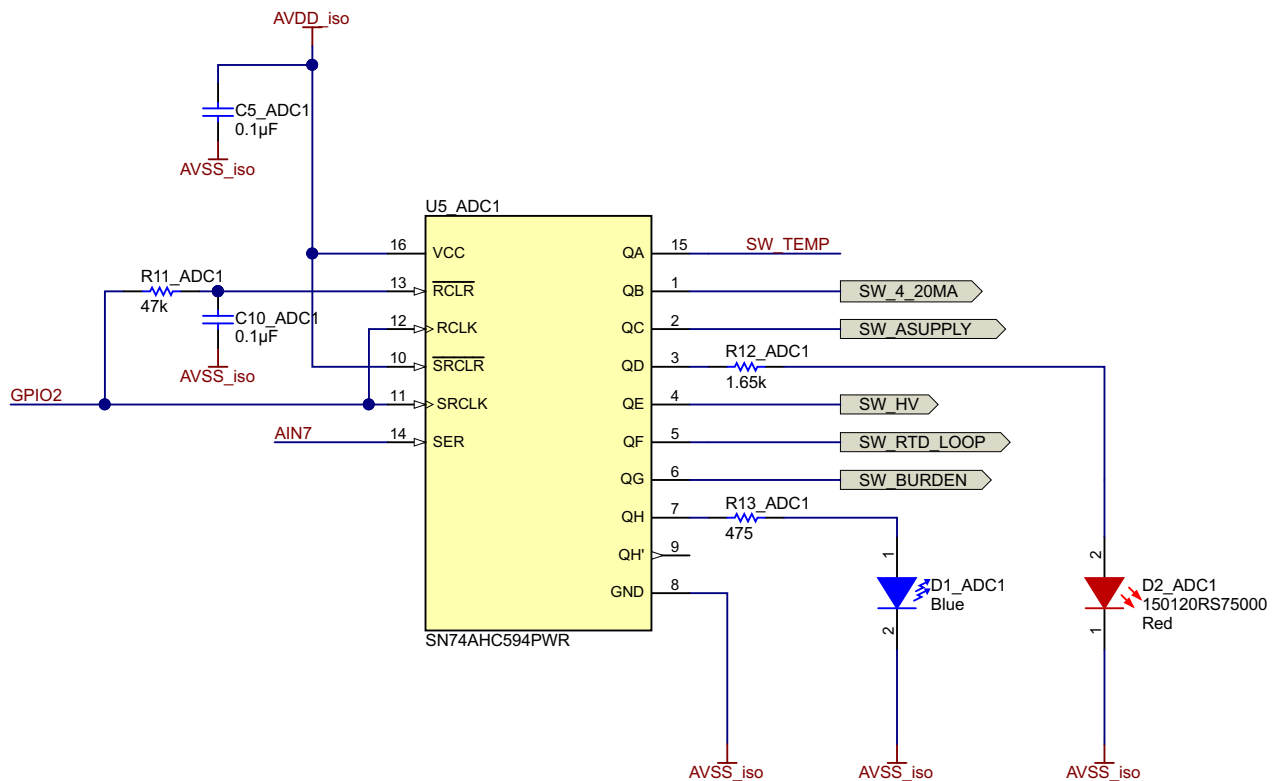 AVDD_iso
C5_ADC1
0.1µF
AVSS_iso
U5_ADC1
16 VCC QA 15 SW_TEMP
R11_ADC1
47k
13 RCLR QB 1 SW_4_20MA
C10_ADC1
0.1µF
AVSS_iso
12 RCLK QC 2 SW_ASUPPLY
10 SRCLR QD 3 R12_ADC1
1.65k
GPIO2
11 SRCLK QE 4 SW_HV
AIN7
14 SER QF 5 SW_RTD_LOOP
QG 6 SW_BURDEN
QH 7 R13_ADC1
475
QH' 9
GND 8
SN74AHC594PWR
1
D1_ADC1
Blue
2
2
D2_ADC1
150120RS75000
Red
1
AVSS_iso
AVSS_iso
AVSS_iso